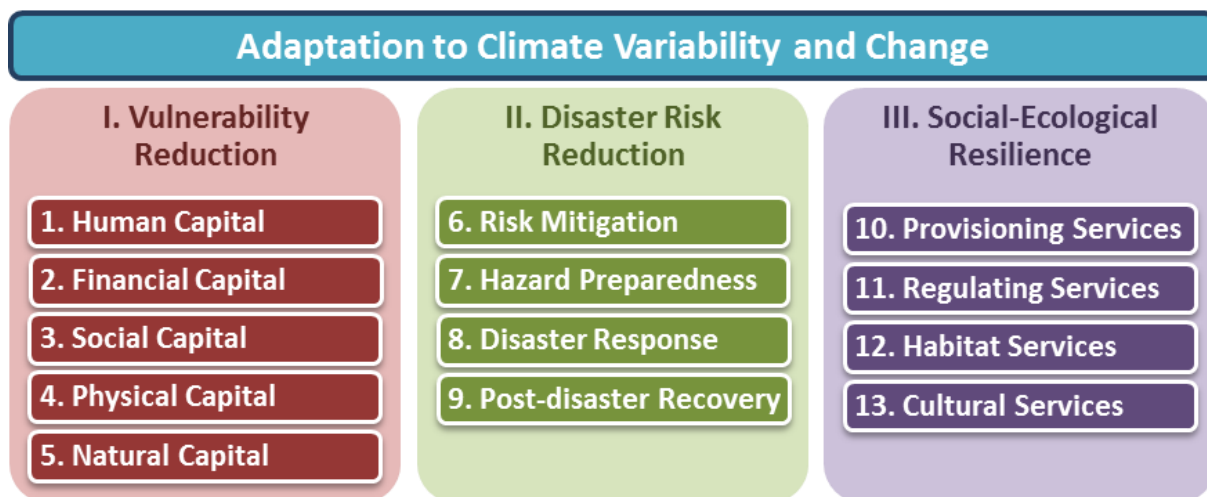 Adaptation to Climate Variability and Change
I. Vulnerability
Reduction
1. Human Capital
2. Financial Capital
3. Social Capital
4. Physical Capital
5. Natural Capital
II. Disaster Risk
Reduction
6. Risk Mitigation
7. Hazard Preparedness
8. Disaster Response
9. Post-disaster Recovery
III. Social-Ecological
Resilience
10. Provisioning Services
11. Regulating Services
12. Habitat Services
13. Cultural Services